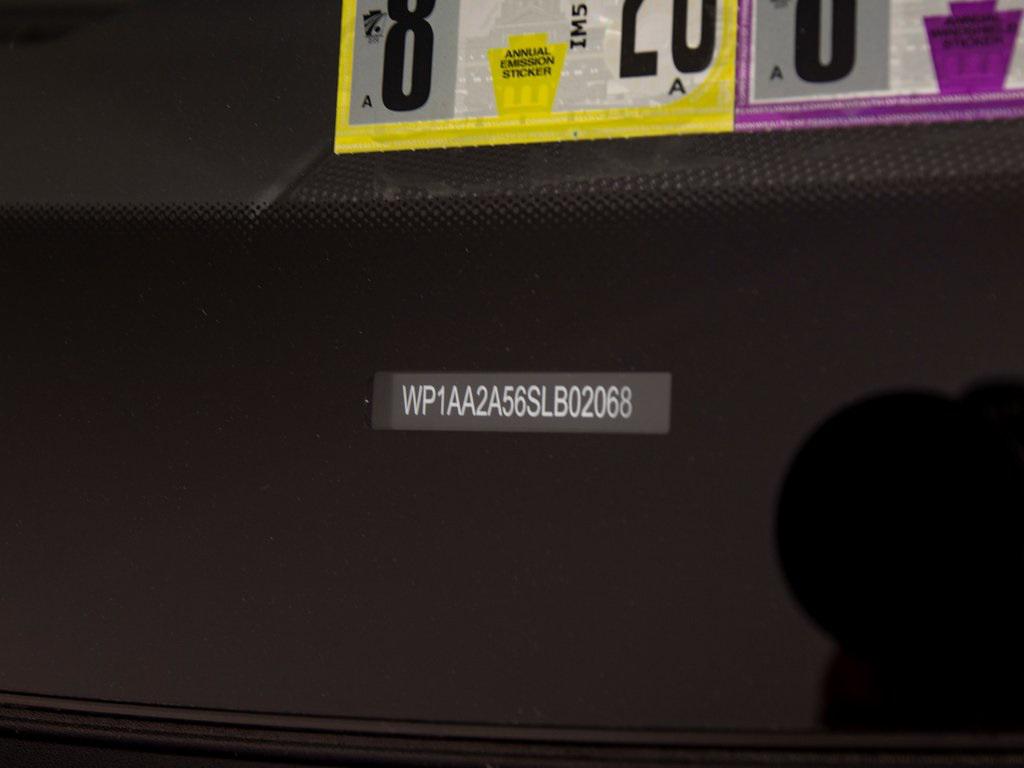 8
A
ANNUAL
EMISSION
STICKER
IM5
20
A
0
A
ANNUAL
WINDSHIELD
STICKER
WP1AA2A56SLB02068